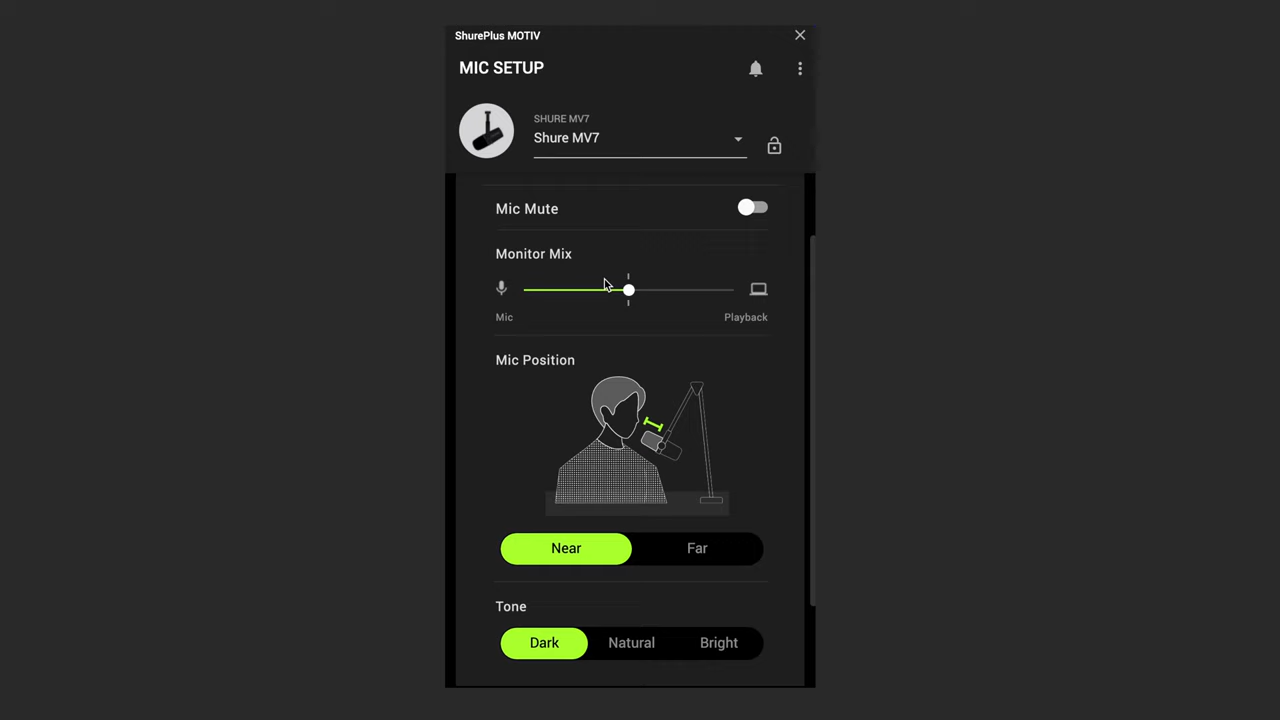 ShurePlus MOTIV
MIC SETUP
SHURE MV7
Shure MV7
Mic Mute
Monitor Mix
Mic Playback
Mic Position
Near Far
Tone
Dark Natural Bright